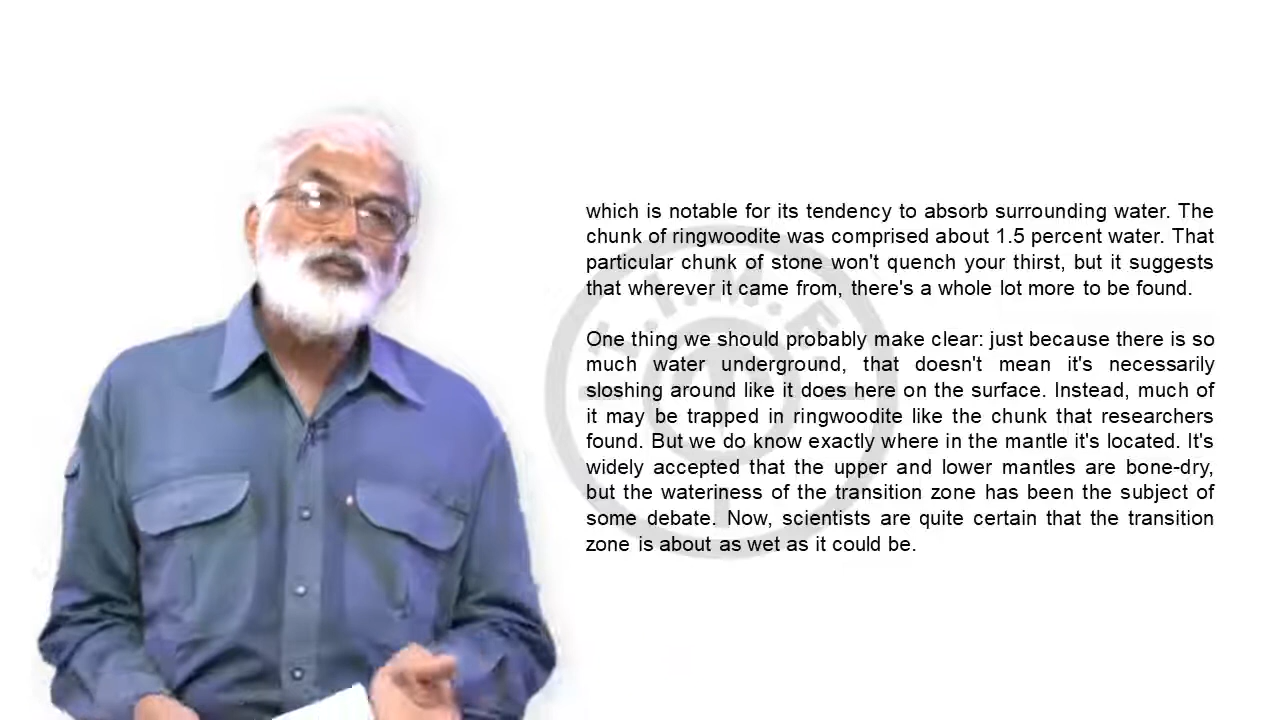 which is notable for its tendency to absorb surrounding water. The
chunk of ringwoodite was comprised about 1.5 percent water. That
particular chunk of stone won't quench your thirst, but it suggests
that wherever it came from, there's a whole lot more to be found.
One thing we should probably make clear: just because there is so
much water underground, that doesn't mean it's necessarily
sloshing around like it does here on the surface. Instead, much of
it may be trapped in ringwoodite like the chunk that researchers
found. But we do know exactly where in the mantle it's located. It's
widely accepted that the upper and lower mantles are bone-dry,
but the wateriness of the transition zone has been the subject of
some debate. Now, scientists are quite certain that the transition
zone is about as wet as it could be.
T.I.M.E.